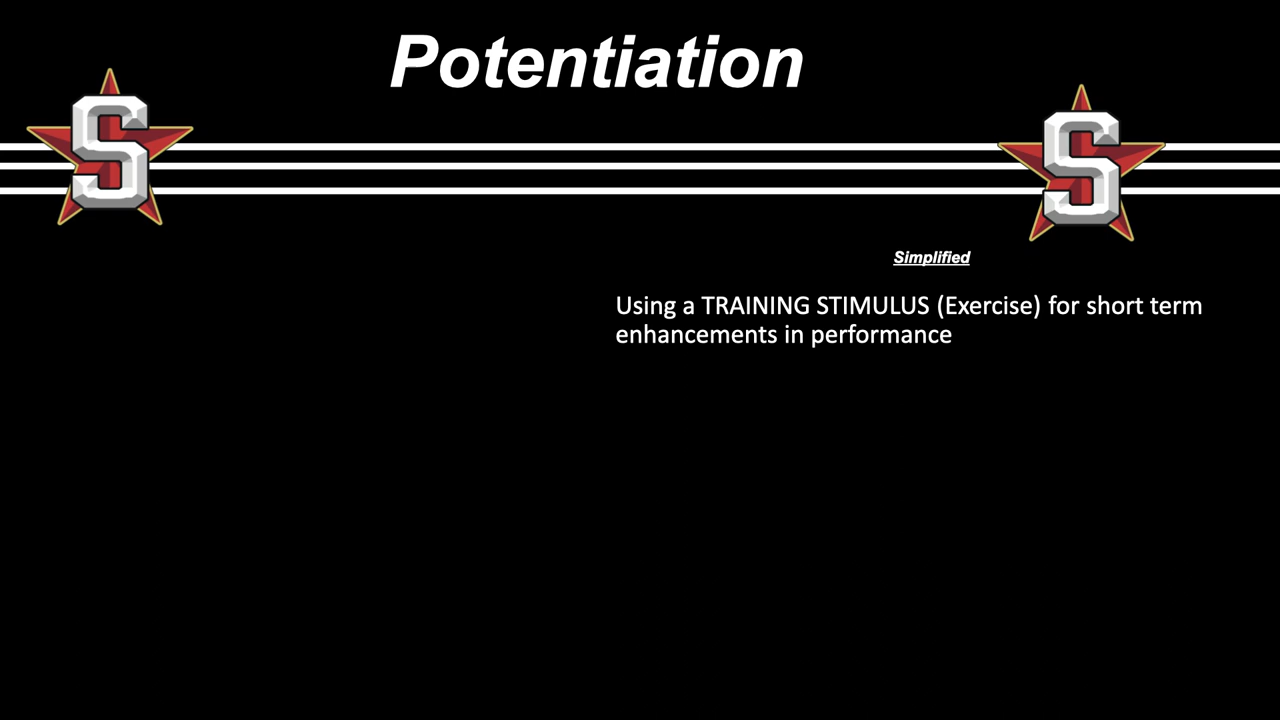 Potentiation
S
S
Simplified
Using a TRAINING STIMULUS (Exercise) for short term
enhancements in performance